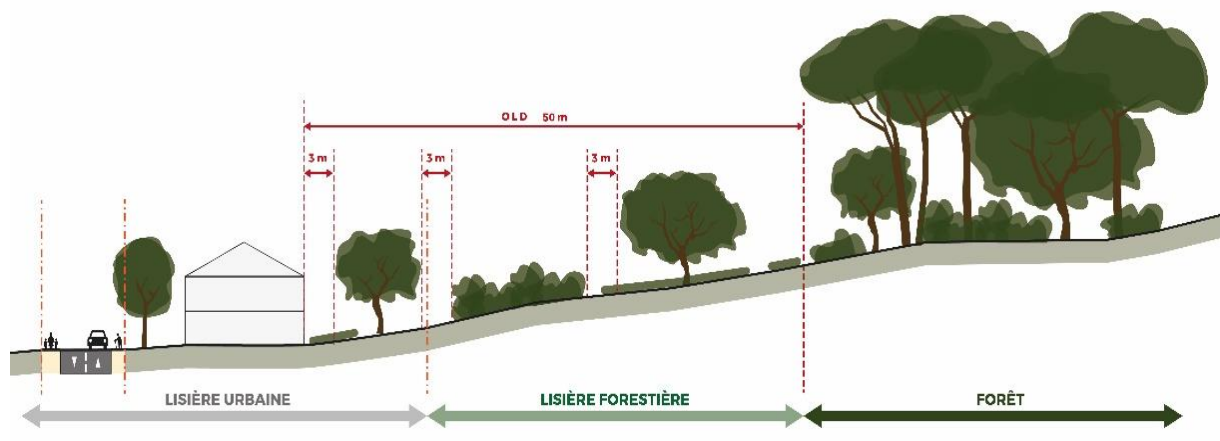 OLD 50 m
3 m
3 m
3 m
LISIÈRE URBAINE
LISIÈRE FORESTIÈRE
FORÊT